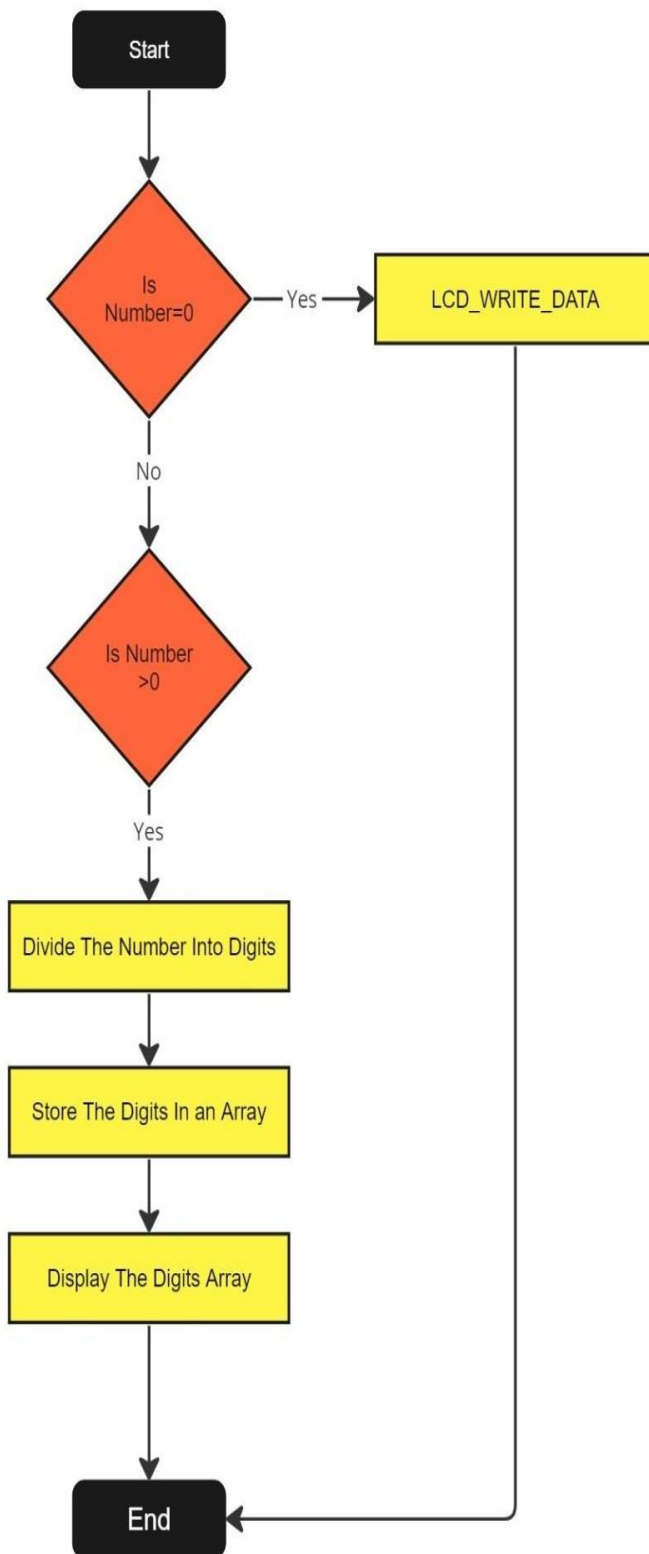 Start
Is
Number=0
Yes
LCD_WRITE_DATA
No
Is Number
>0
Yes
Divide The Number Into Digits
Store The Digits In an Array
Display The Digits Array
End